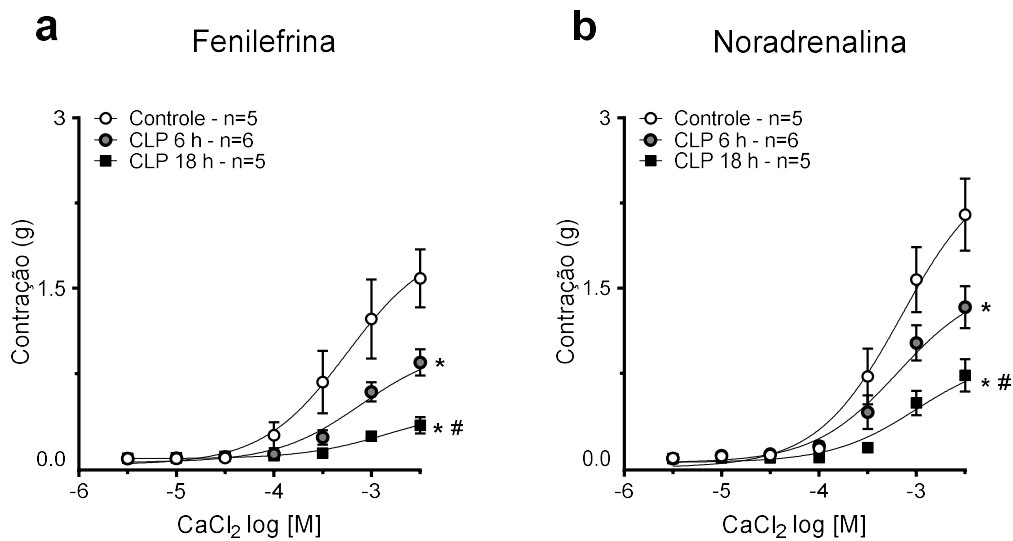 a
Fenilefrina
3
Controle - n=5
CLP 6 h - n=6
CLP 18 h - n=5
Contração (g)
1.5
*
* #
0.0
-6
-5
-4
-3
CaCl₂ log [M]
b
Noradrenalina
3
Controle - n=5
CLP 6 h - n=6
CLP 18 h - n=5
Contração (g)
1.5
*
* #
0.0
-6
-5
-4
-3
CaCl₂ log [M]